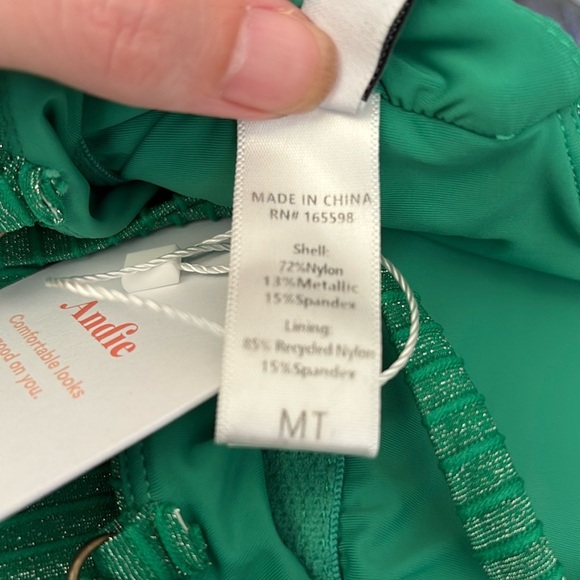 MADE IN CHINA
RN# 165598
Shell:
72%Nylon
13%Metallic
15%Spandex
Lining:
85% Recycled Nylon
15%Spandex
MT
Andie
Comfortable looks
good on you.